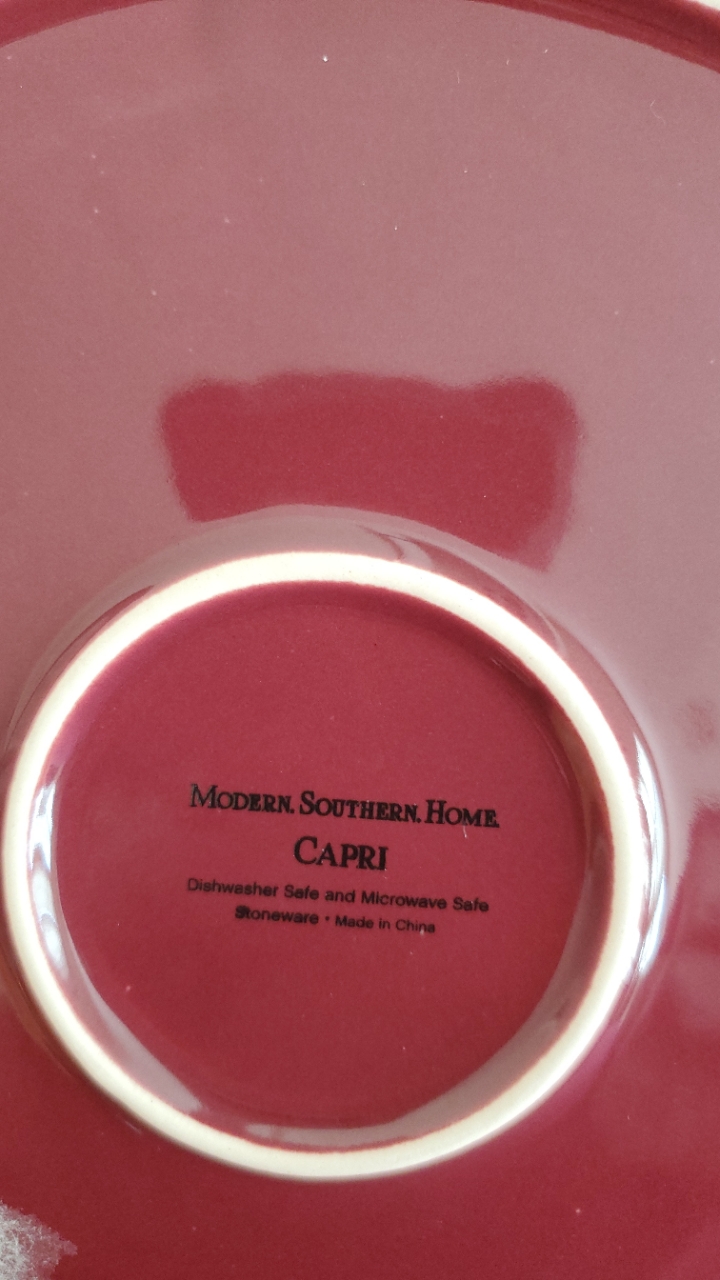 MODERN. SOUTHERN. HOME.
CAPRI
Dishwasher Safe and Microwave Safe
Stoneware • Made in China